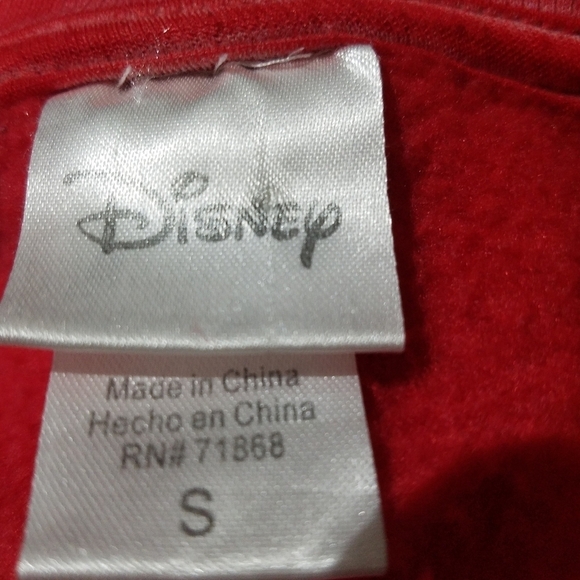 Disney
Made in China
Hecho en China
RN# 71868
S